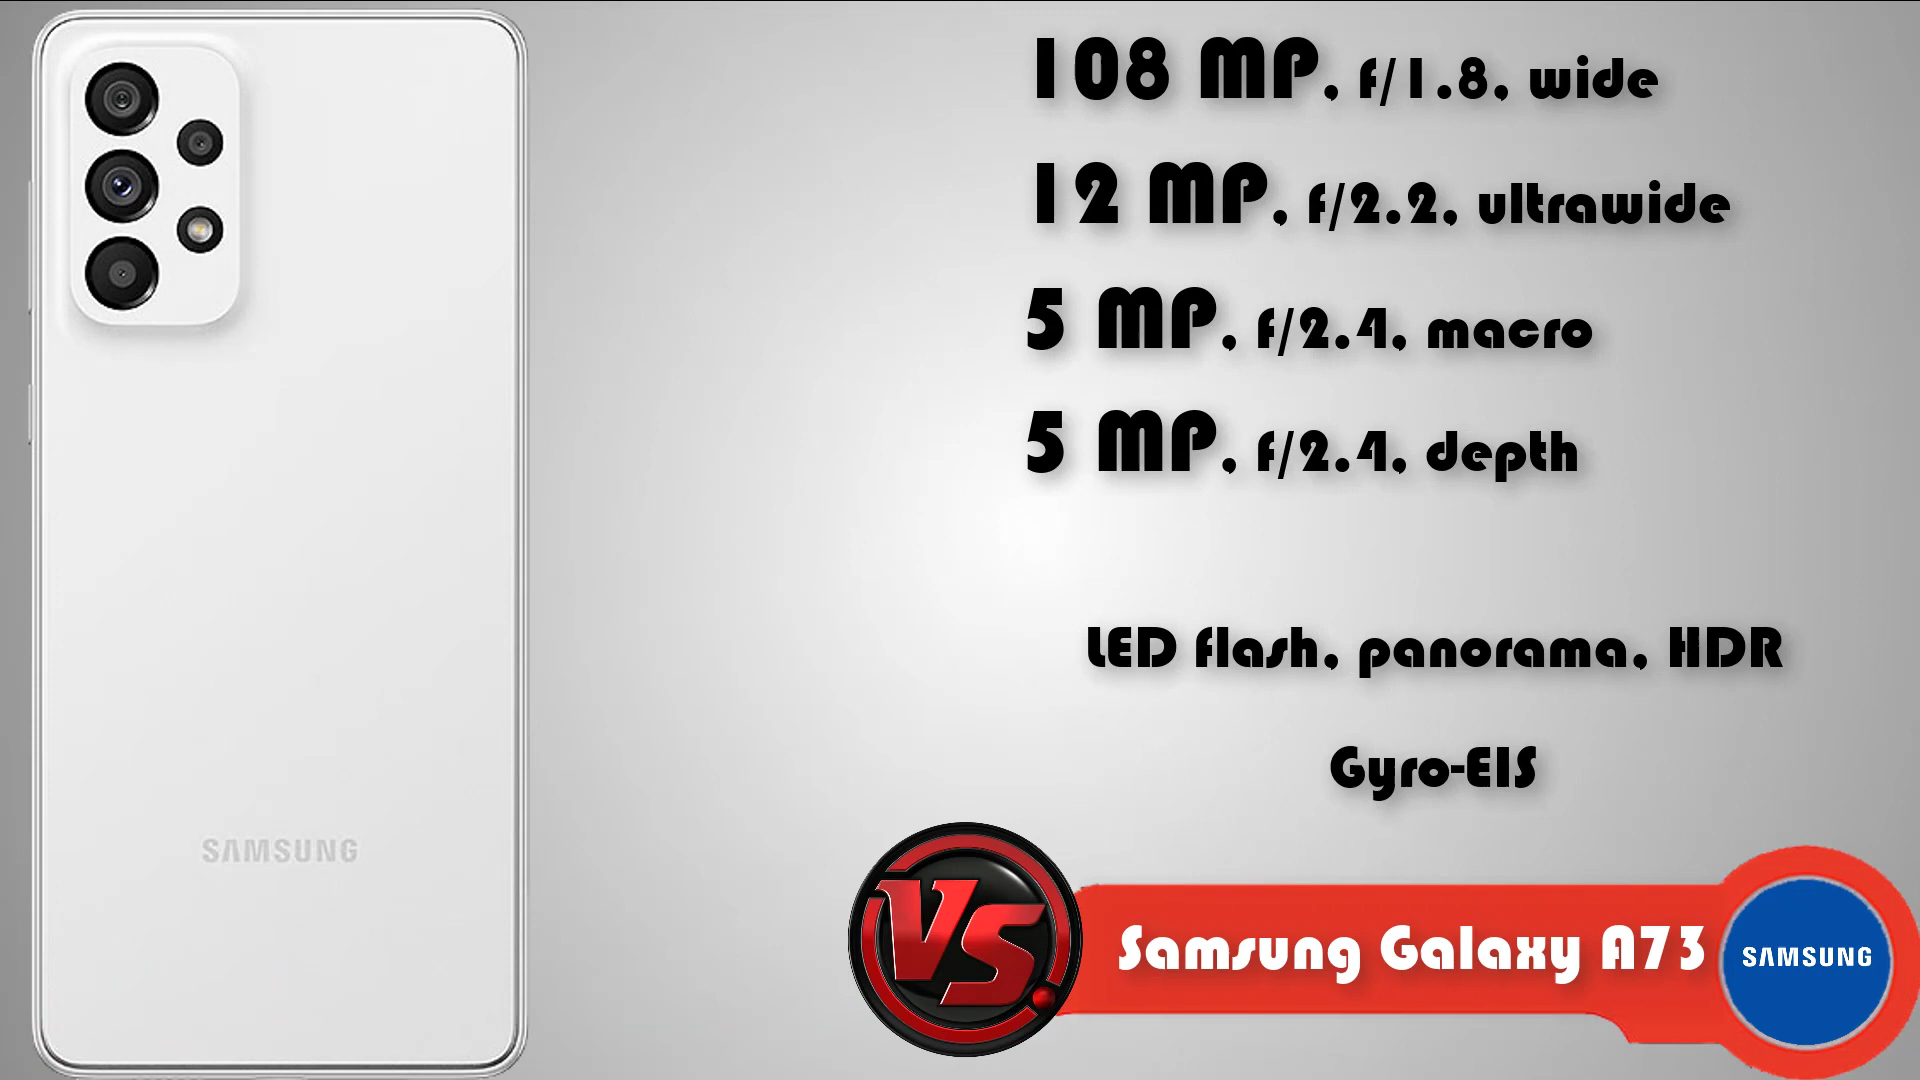 108 MP, f/1.8, wide
12 MP, f/2.2, ultrawide
5 MP, f/2.4, macro
5 MP, f/2.4, depth
LED flash, panorama, HDR
Gyro-EIS
SAMSUNG
VS.
Samsung Galaxy A73
SAMSUNG